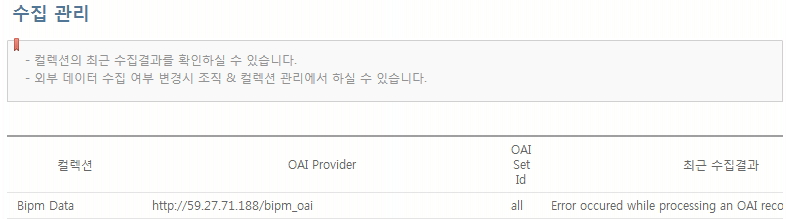 수집 관리
- 컬렉션의 최근 수집결과를 확인하실 수 있습니다.
- 외부 데이터 수집 여부 변경시 조직 & 컬렉션 관리에서 하실 수 있습니다.
컬렉션 OAI Provider OAI Set Id 최근 수집결과
Bipm Data http://59.27.71.188/bipm_oai all Error occured while processing an OAI reco